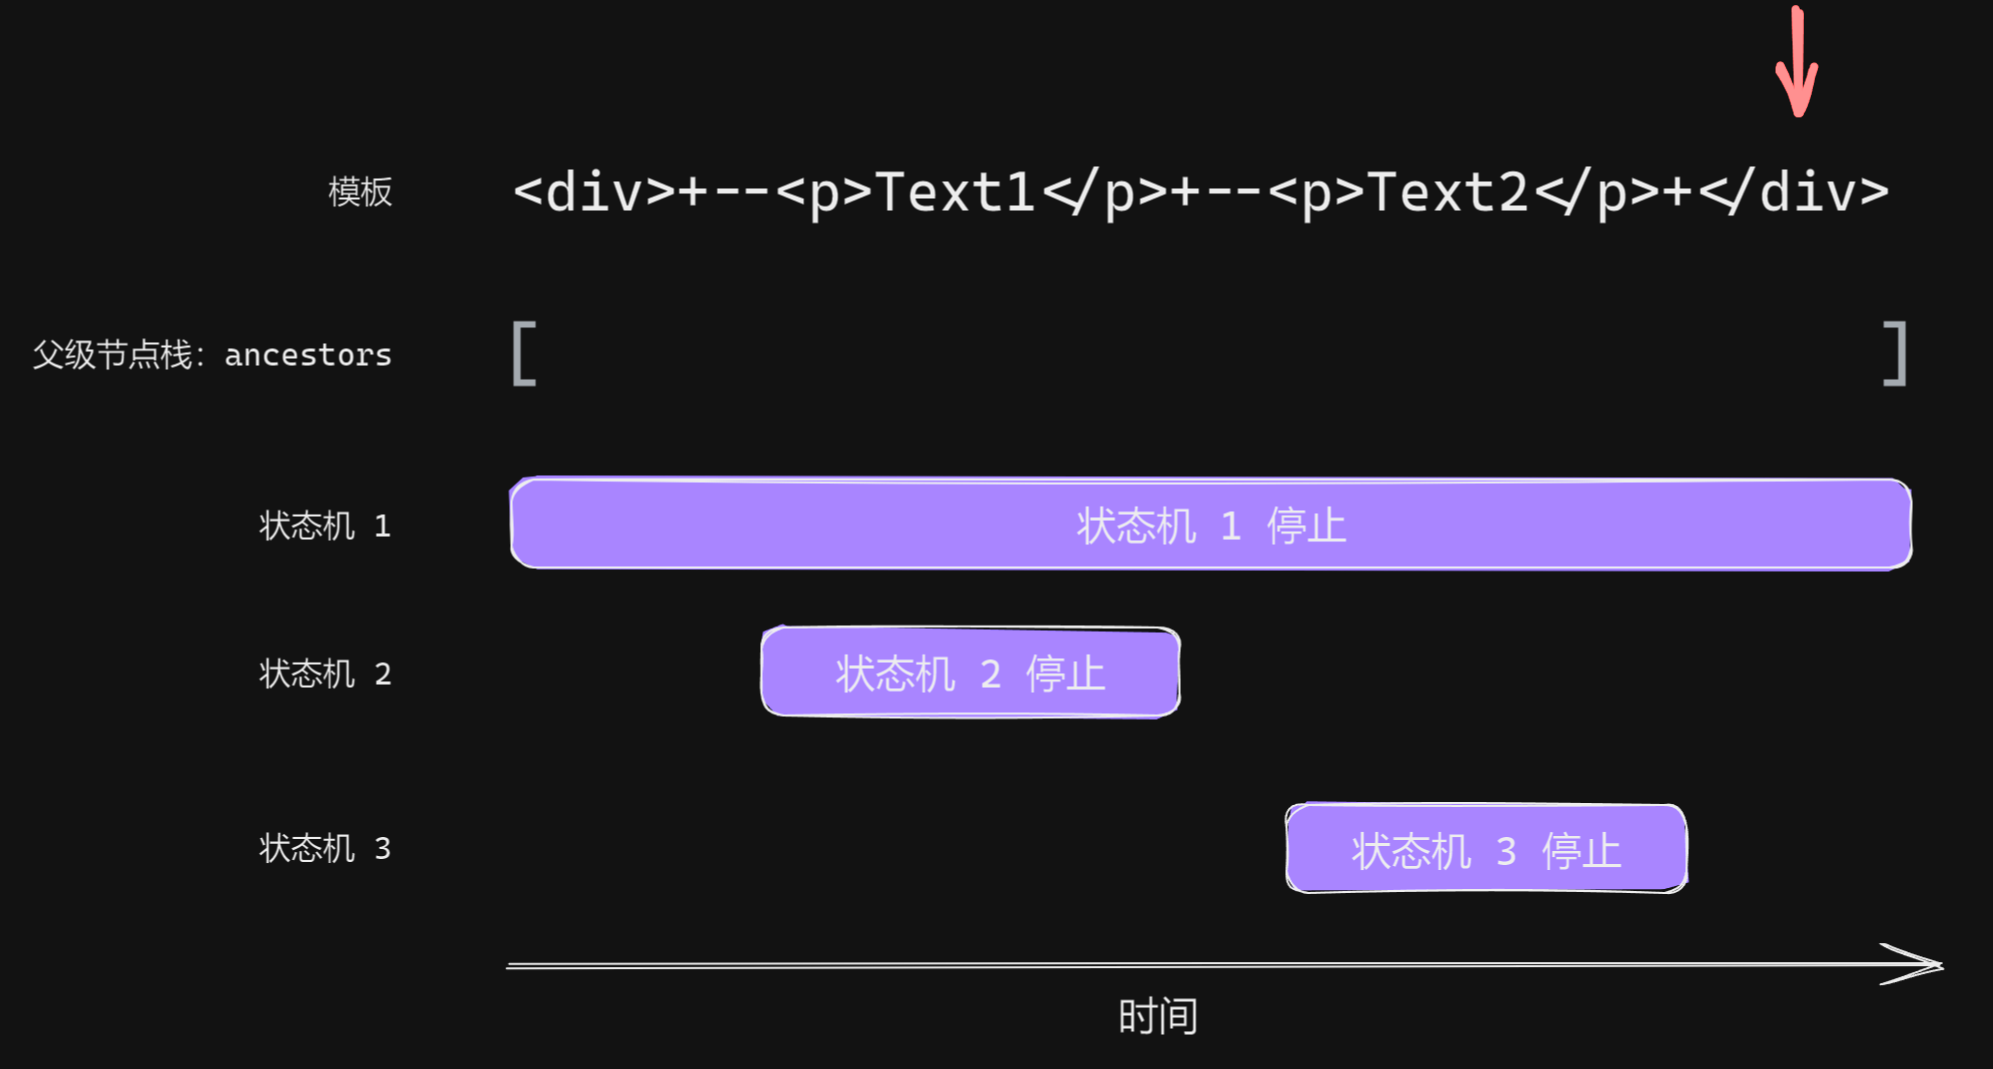 模板 <div>+--<p>Text1</p>+--<p>Text2</p>+</div>
父级节点栈：ancestors [ ]
状态机 1 状态机 1 停止
状态机 2 状态机 2 停止
状态机 3 状态机 3 停止
时间